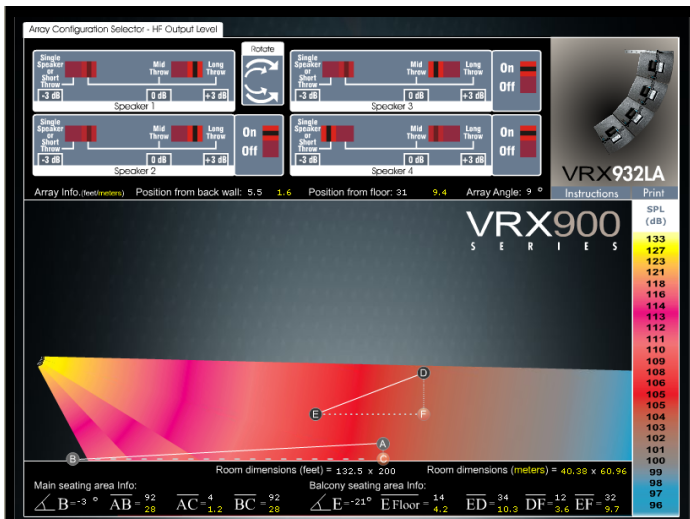 Array Configuration Selector - HF Output Level
Single Speaker or Short Throw
Mid Throw
Long Throw
-3 dB
0 dB
+3 dB
Speaker 1
Rotate
Single Speaker or Short Throw
Mid Throw
Long Throw
-3 dB
0 dB
+3 dB
Speaker 3
On
Off
Single Speaker or Short Throw
Mid Throw
Long Throw
-3 dB
0 dB
+3 dB
Speaker 2
On
Off
Single Speaker or Short Throw
Mid Throw
Long Throw
-3 dB
0 dB
+3 dB
Speaker 4
On
Off
VRX932LA
Array Info.(feet/meters) Position from back wall: 5.5 1.6 Position from floor: 31 9.4 Array Angle: 9 °
Instructions Print
VRX900
SERIES
SPL
(dB)
133
127
123
121
118
116
114
113
112
111
110
109
108
106
105
105
104
103
102
101
100
99
98
97
96
D
E
F
A
B
C
Room dimensions (feet) = 132.5 x 200 Room dimensions (meters) = 40.38 x 60.96
Main seating area Info:
B=-3 ° AB = 92 28 AC = 4 1.2 BC = 92 28
Balcony seating area Info:
E=-21° E Floor = 14 4.2 ED = 34 10.3 DF = 12 3.6 EF = 32 9.7